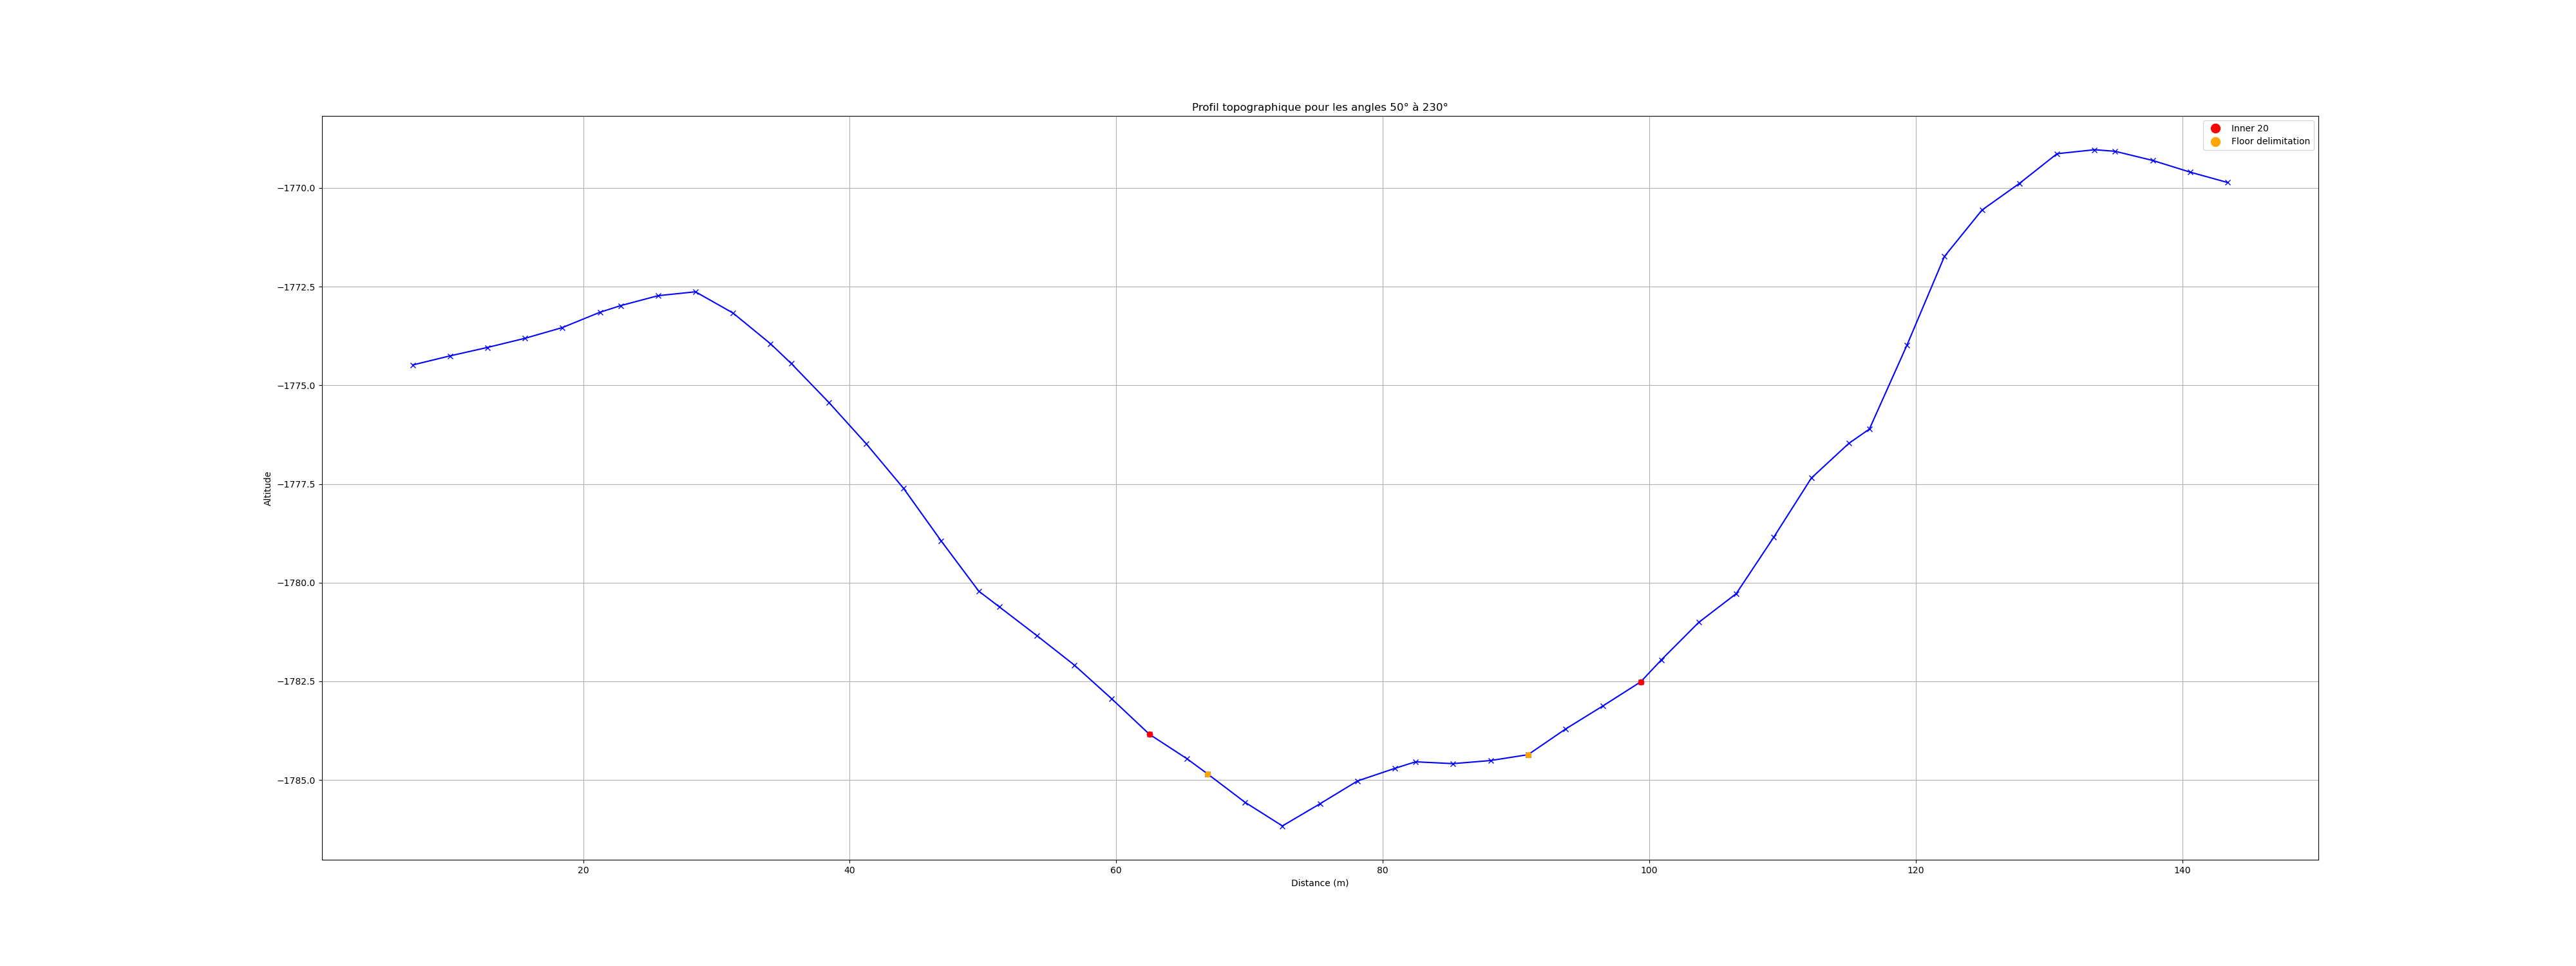 Profil topographique pour les angles 50° à 230°
Inner 20
Floor delimitation
−1770.0
−1772.5
−1775.0
−1777.5
−1780.0
−1782.5
−1785.0
Altitude
20
40
60
80
100
120
140
Distance (m)